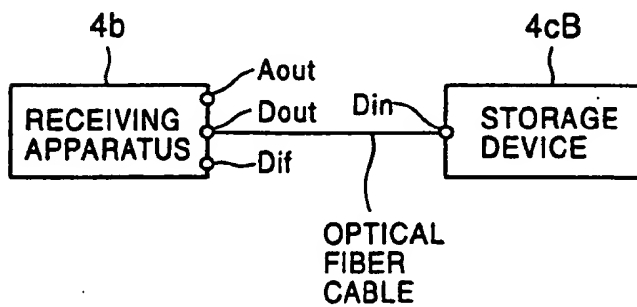 4b
4cB
Aout
Dout
Din
Dif
RECEIVING
APPARATUS
STORAGE
DEVICE
OPTICAL
FIBER
CABLE